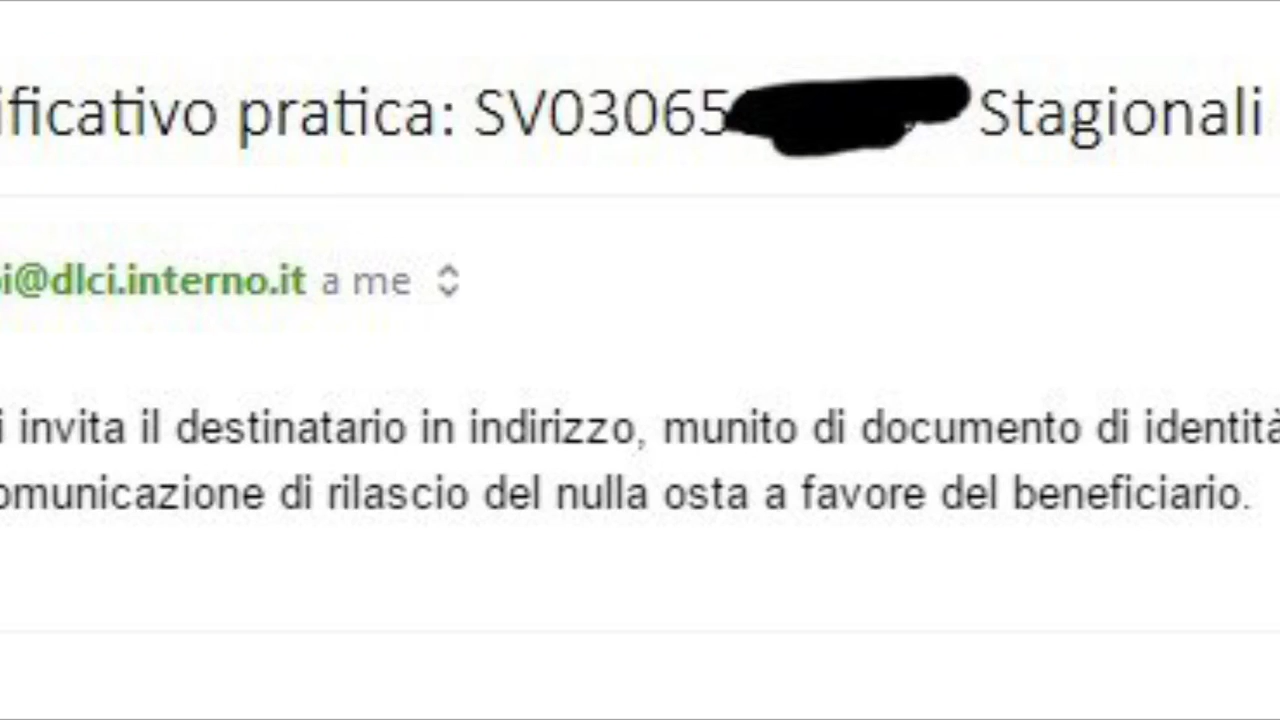 ificativo pratica: SV03065 Stagionali
i@dlci.interno.it a me
i invita il destinatario in indirizzo, munito di documento di identità
omunicazione di rilascio del nulla osta a favore del beneficiario.